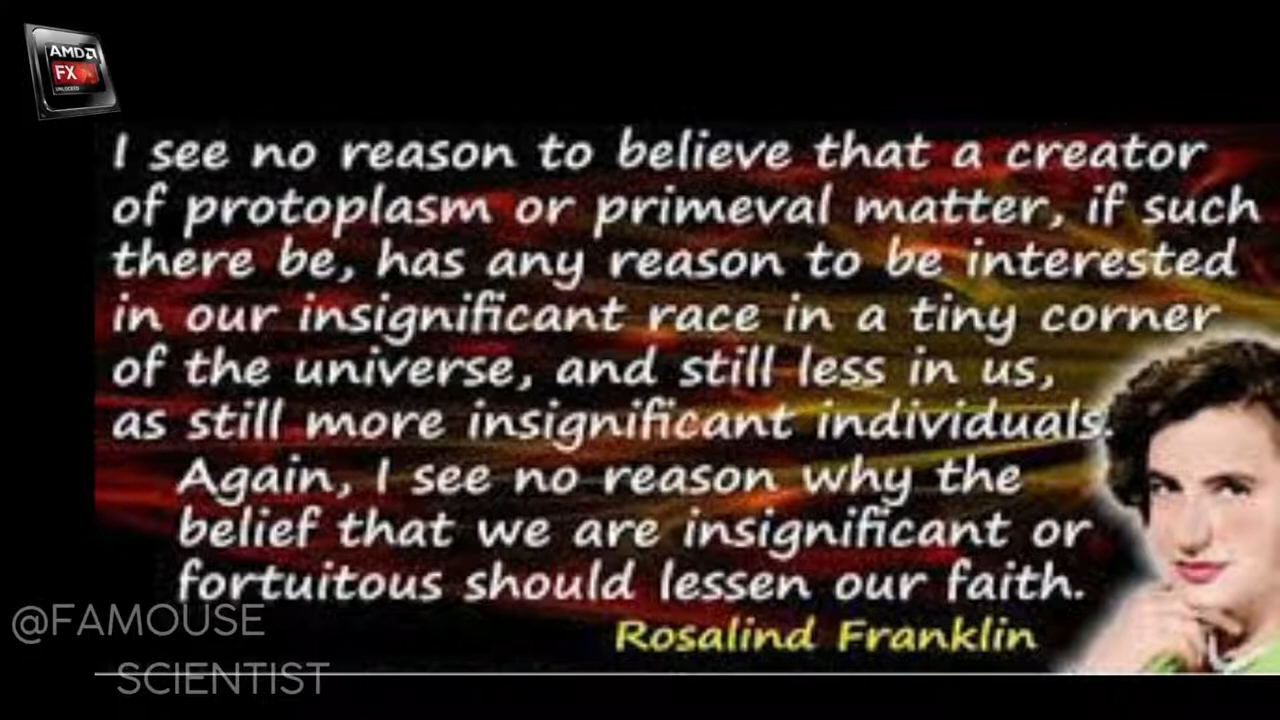 AMD
FX
UNLOCKED
I see no reason to believe that a creator
of protoplasm or primeval matter, if such
there be, has any reason to be interested
in our insignificant race in a tiny corner
of the universe, and still less in us,
as still more insignificant individuals.
Again, I see no reason why the
belief that we are insignificant or
fortuitous should lessen our faith.
Rosalind Franklin
@FAMOUSE
SCIENTIST